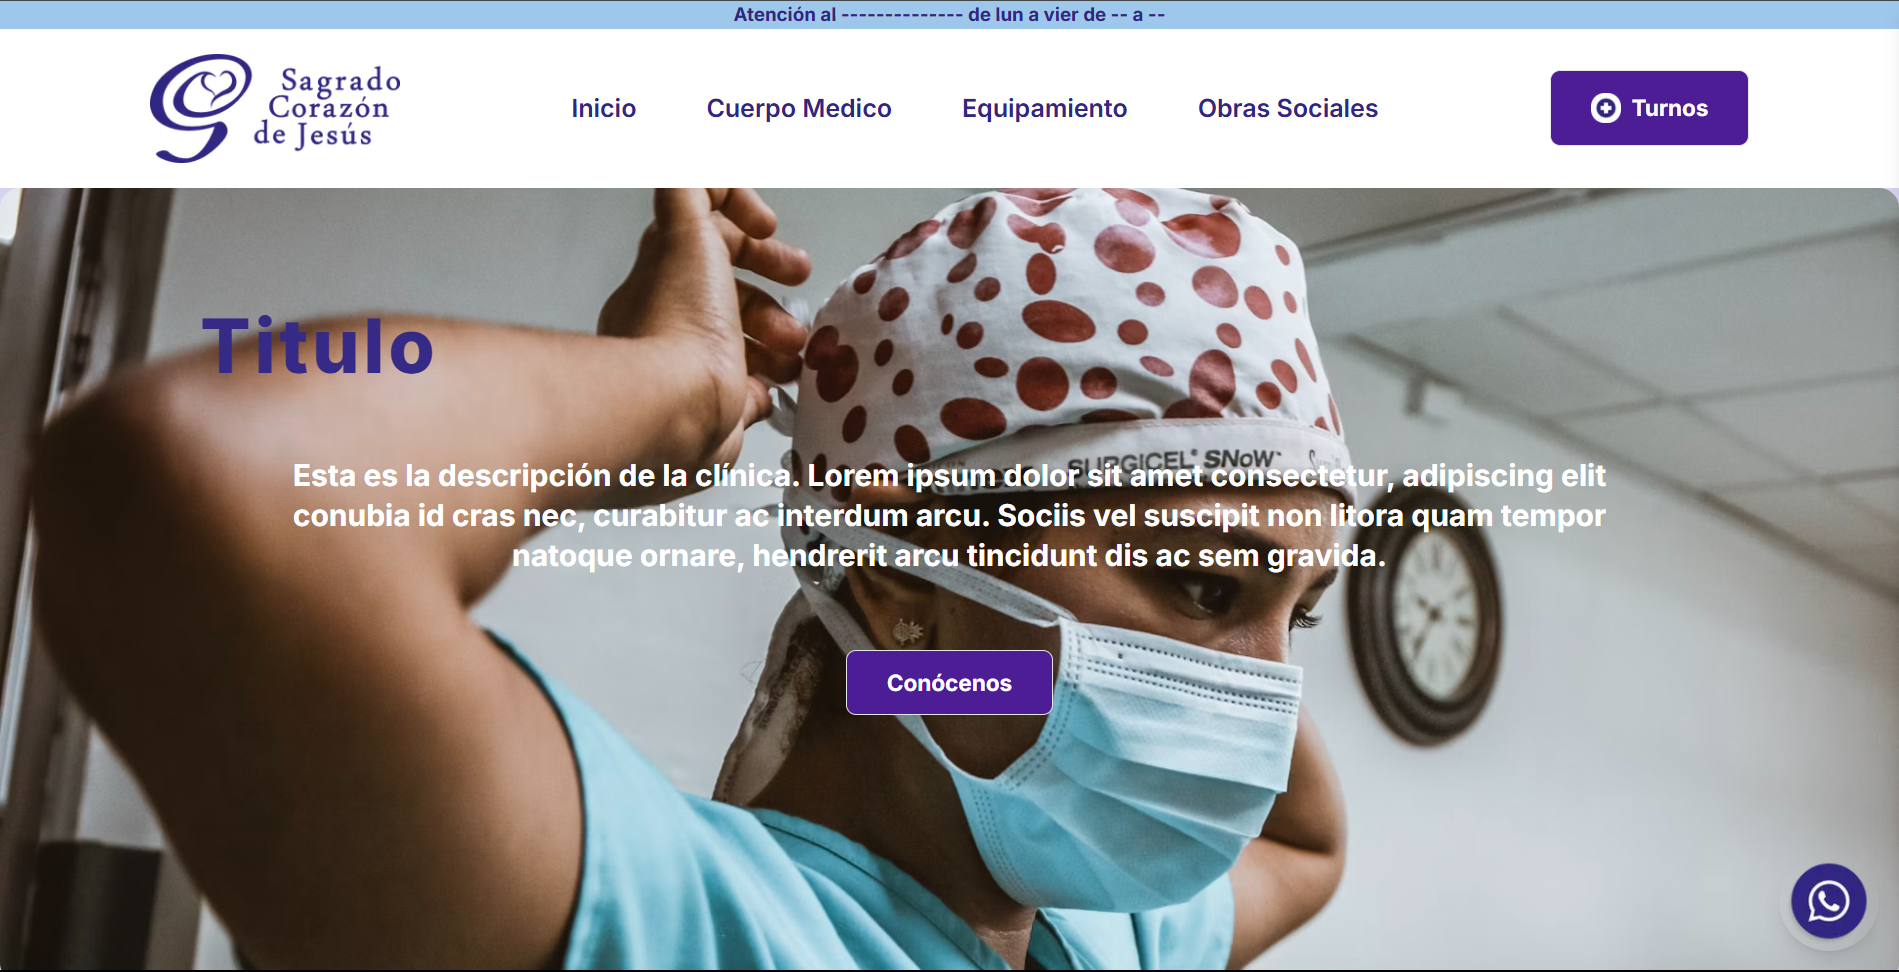 Atención al -------------- de lun a vier de -- a --
Sagrado
Corazón
de Jesús
Inicio
Cuerpo Medico
Equipamiento
Obras Sociales
Turnos
Titulo
SURGICEL® SNoW™
Esta es la descripción de la clínica. Lorem ipsum dolor sit amet consectetur, adipiscing elit
conubia id cras nec, curabitur ac interdum arcu. Sociis vel suscipit non litora quam tempor
natoque ornare, hendrerit arcu tincidunt dis ac sem gravida.
Conócenos